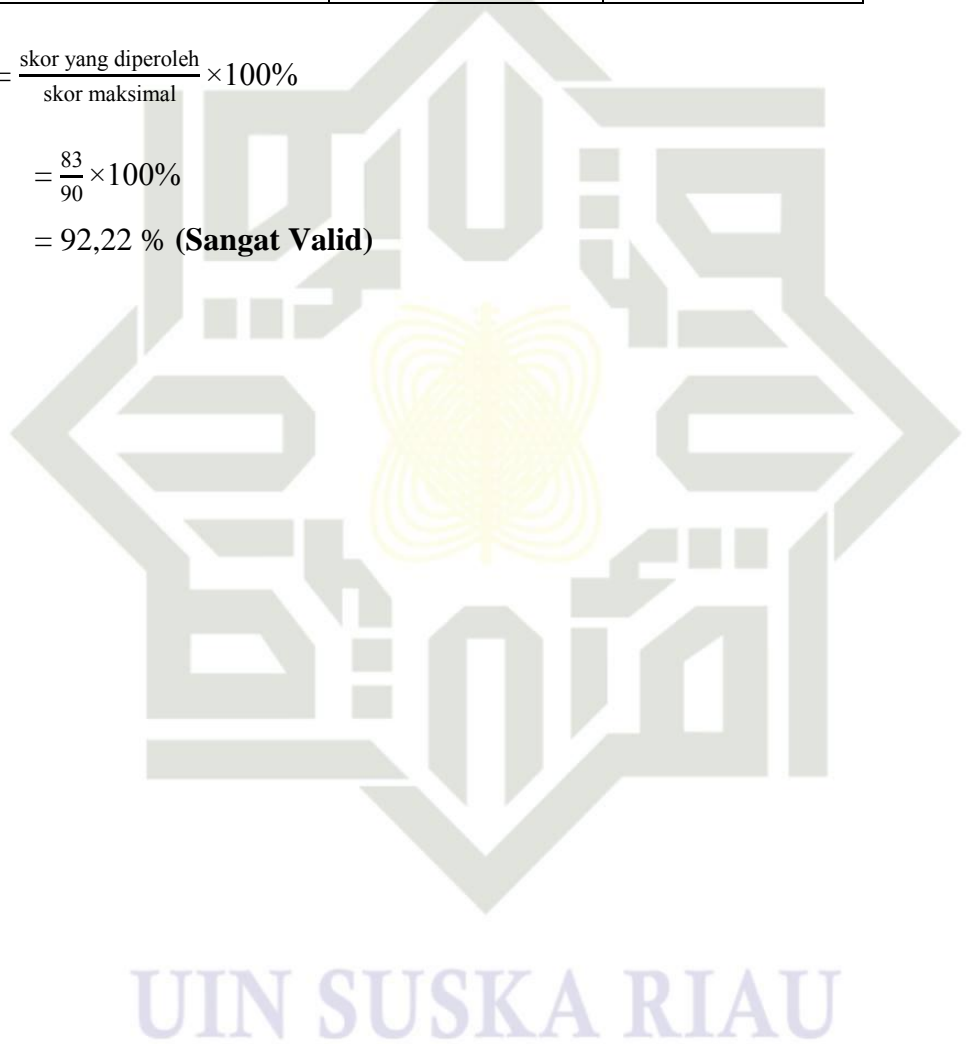 = skor yang diperoleh / skor maksimal ×100%
= 83/90 ×100%
= 92,22 % (Sangat Valid)
UIN SUSKA RIAU